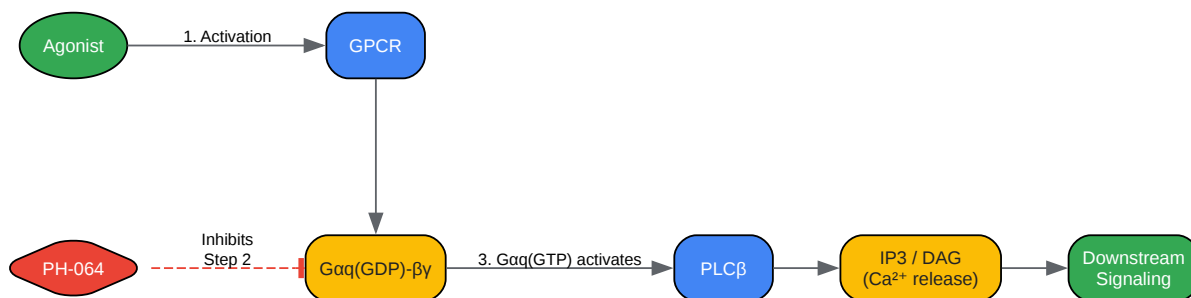 Agonist
1. Activation
GPCR
PH-064
Inhibits
Step 2
Gαq(GDP)-βγ
3. Gαq(GTP) activates
PLCβ
IP3 / DAG
(Ca²⁺ release)
Downstream
Signaling